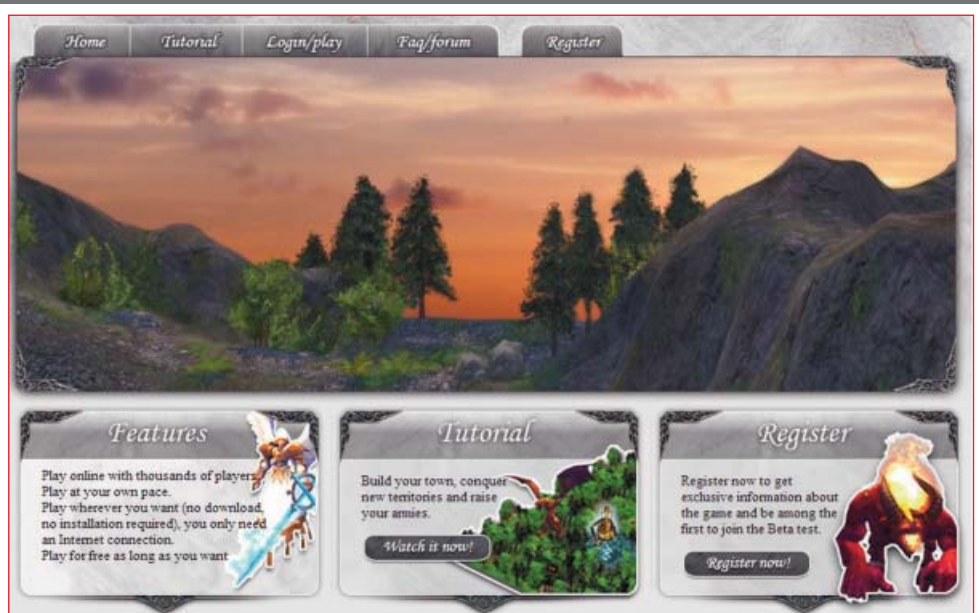 Home Tutorial Login/play Faq/forum Register
Features
Play online with thousands of players
Play at your own pace.
Play wherever you want (no download,
no installation required), you only need
an Internet connection.
Play for free as long as you want
Tutorial
Build your town, conquer
new territories and raise
your armies.
Watch it now!
Register
Register now to get
exclusive information about
the game and be among the
first to join the Beta test.
Register now!